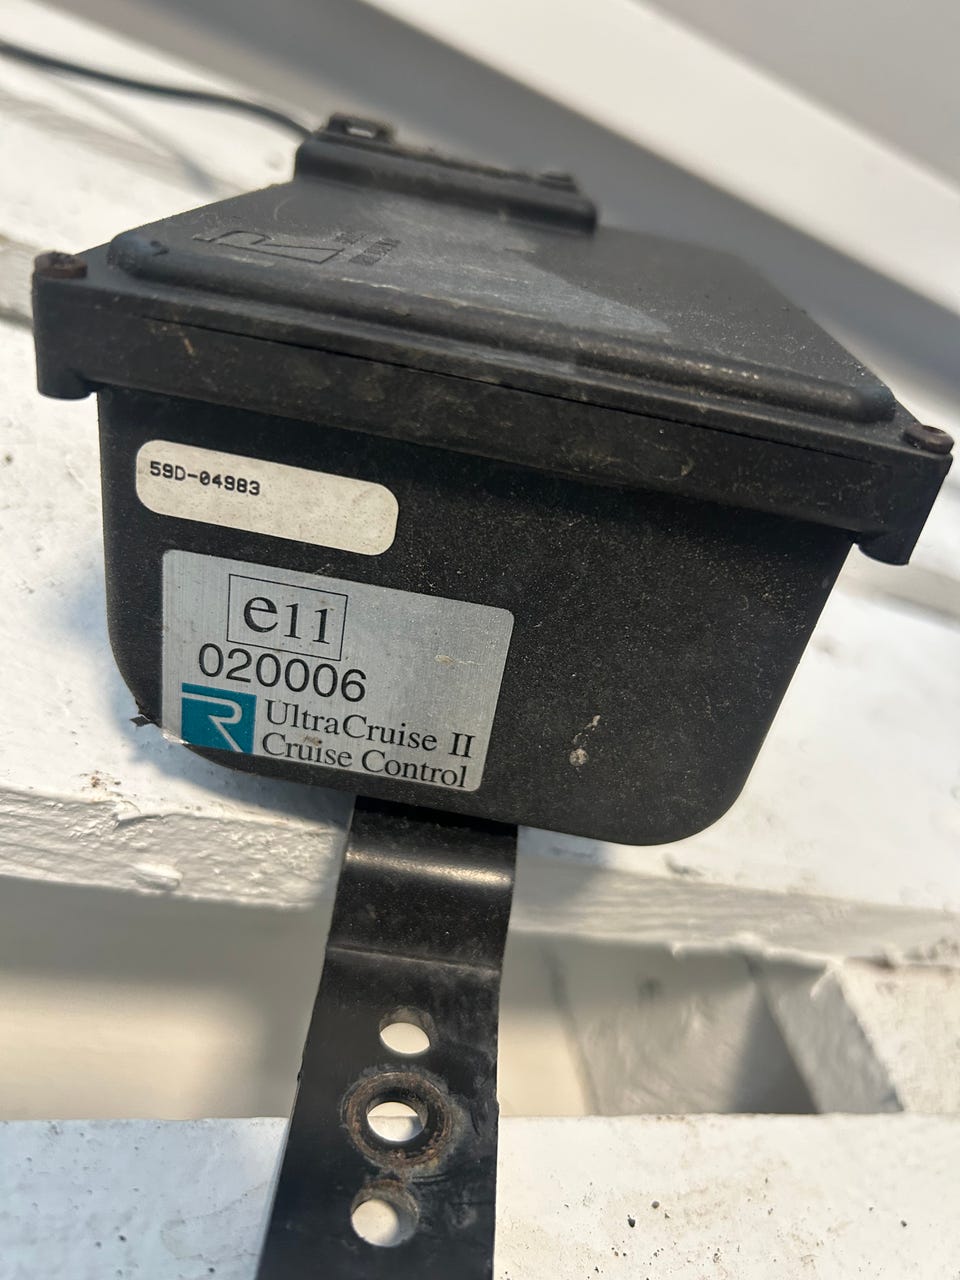 59D-04983
e11
020006
R UltraCruise II
Cruise Control